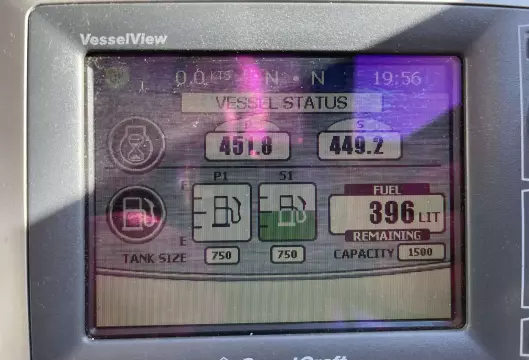 VesselView
0.0 KTS N • N 19:56
VESSEL STATUS
P S
451.8 449.2
P1 S1 FUEL
F
396 LIT
E REMAINING
TANK SIZE 750 750 CAPACITY 1500